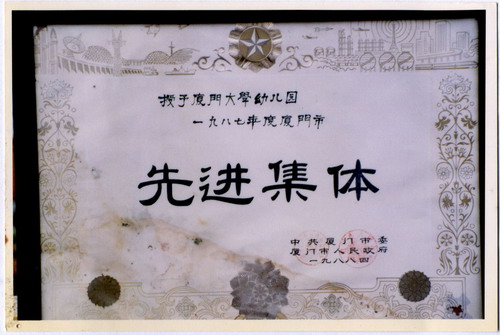 授予厦门大學幼儿园
一九八七年度厦門市
先进集体
中共厦门市委
厦门市人民政府
一九八八四